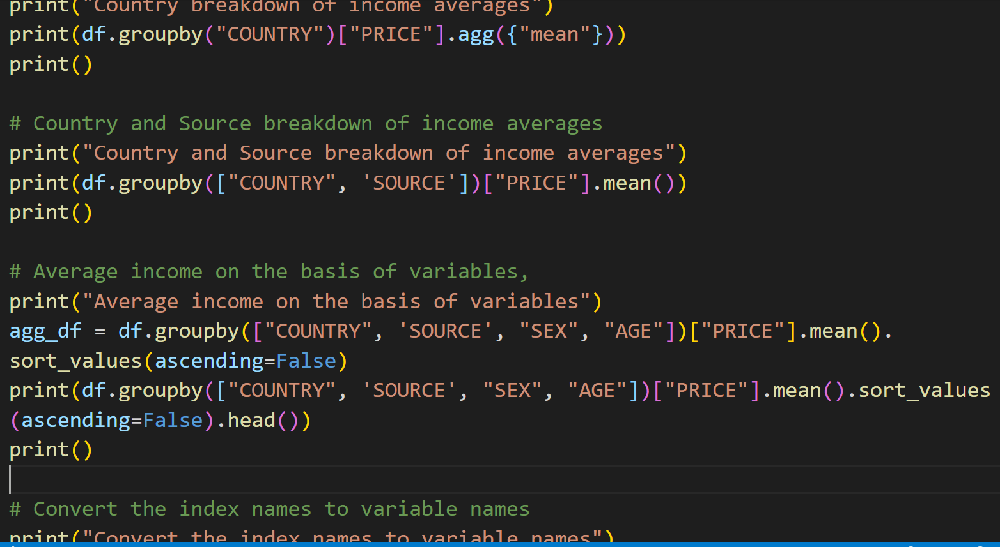 print("Country breakdown of income averages")
print(df.groupby("COUNTRY")["PRICE"].agg({"mean"}))
print()
# Country and Source breakdown of income averages
print("Country and Source breakdown of income averages")
print(df.groupby(["COUNTRY", 'SOURCE'])["PRICE"].mean())
print()
# Average income on the basis of variables,
print("Average income on the basis of variables")
agg_df = df.groupby(["COUNTRY", 'SOURCE', "SEX", "AGE"])["PRICE"].mean().
sort_values(ascending=False)
print(df.groupby(["COUNTRY", 'SOURCE', "SEX", "AGE"])["PRICE"].mean().sort_values
(ascending=False).head())
print()
# Convert the index names to variable names
print("Convert the index names to variable names")